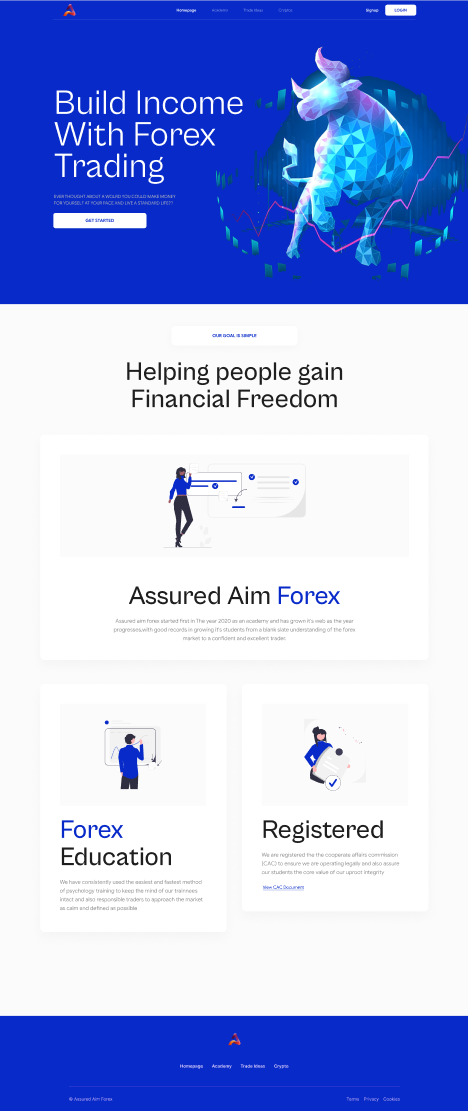 Homepage Academy Trade Ideas Cryptos
Signup LOGIN
Build Income
With Forex
Trading
EVER THOUGHT ABOUT A WOLRD YOU COULD MAKE MONEY
FOR YOURSELF AT YOUR PACE AND LIVE A STANDARD LIFE??
GET STARTED
OUR GOAL IS SIMPLE
Helping people gain
Financial Freedom
Assured Aim Forex
Assured aim forex started first in The year 2020 as an academy and has grown it's web as the year
progresses,with good records in growing it's students from a blank slate understanding of the forex
market to a confident and excellent trader.
Forex
Education
We have consistently used the easiest and fastest method
of psychology training to keep the mind of our trainnees
intact and also responsible traders to approach the market
as calm and defined as possible
Registered
We are registered the the cooperate affairs commission
(CAC) to ensure we are operating legally and also assure
our students the core value of our uproot Integrity
View CAC Document
Homepage Academy Trade Ideas Crypto
© Assured Aim Forex
Terms Privacy Cookies